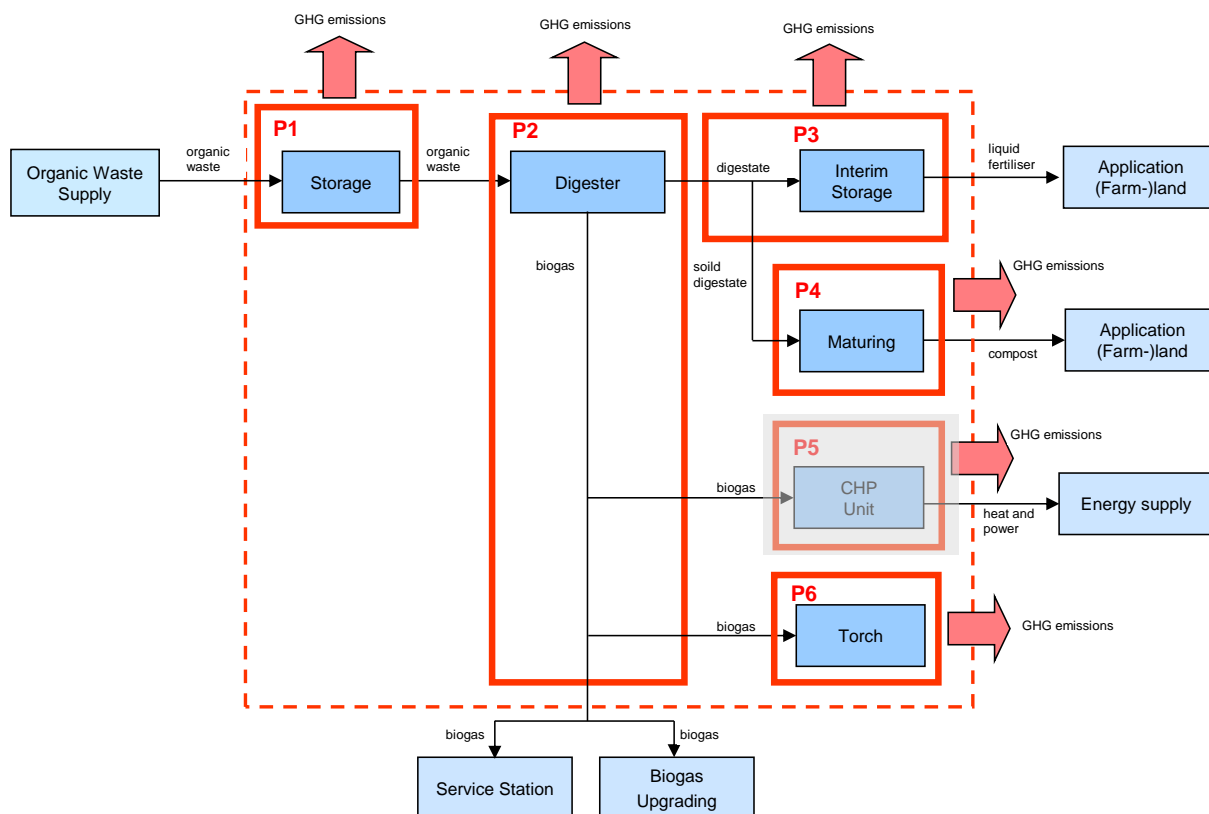 GHG emissions
GHG emissions
GHG emissions
P1
P2
P3
Organic Waste
Supply
organic
waste
Storage
organic
waste
Digester
digestate
Interim
Storage
liquid
fertiliser
Application
(Farm-)land
biogas
soild
digestate
P4
GHG emissions
Maturing
compost
Application
(Farm-)land
P5
GHG emissions
biogas
CHP
Unit
heat and
power
Energy supply
P6
biogas
Torch
GHG emissions
biogas
biogas
Service Station
Biogas
Upgrading